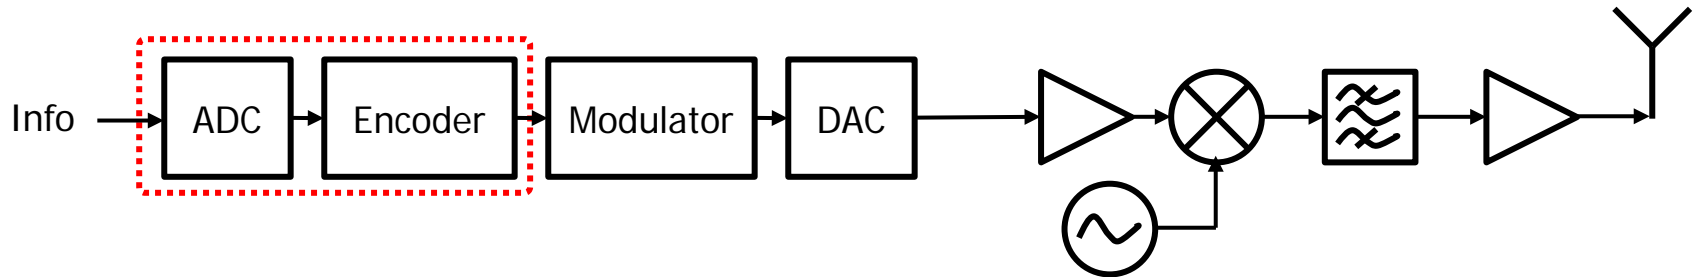 Info
ADC
Encoder
Modulator
DAC